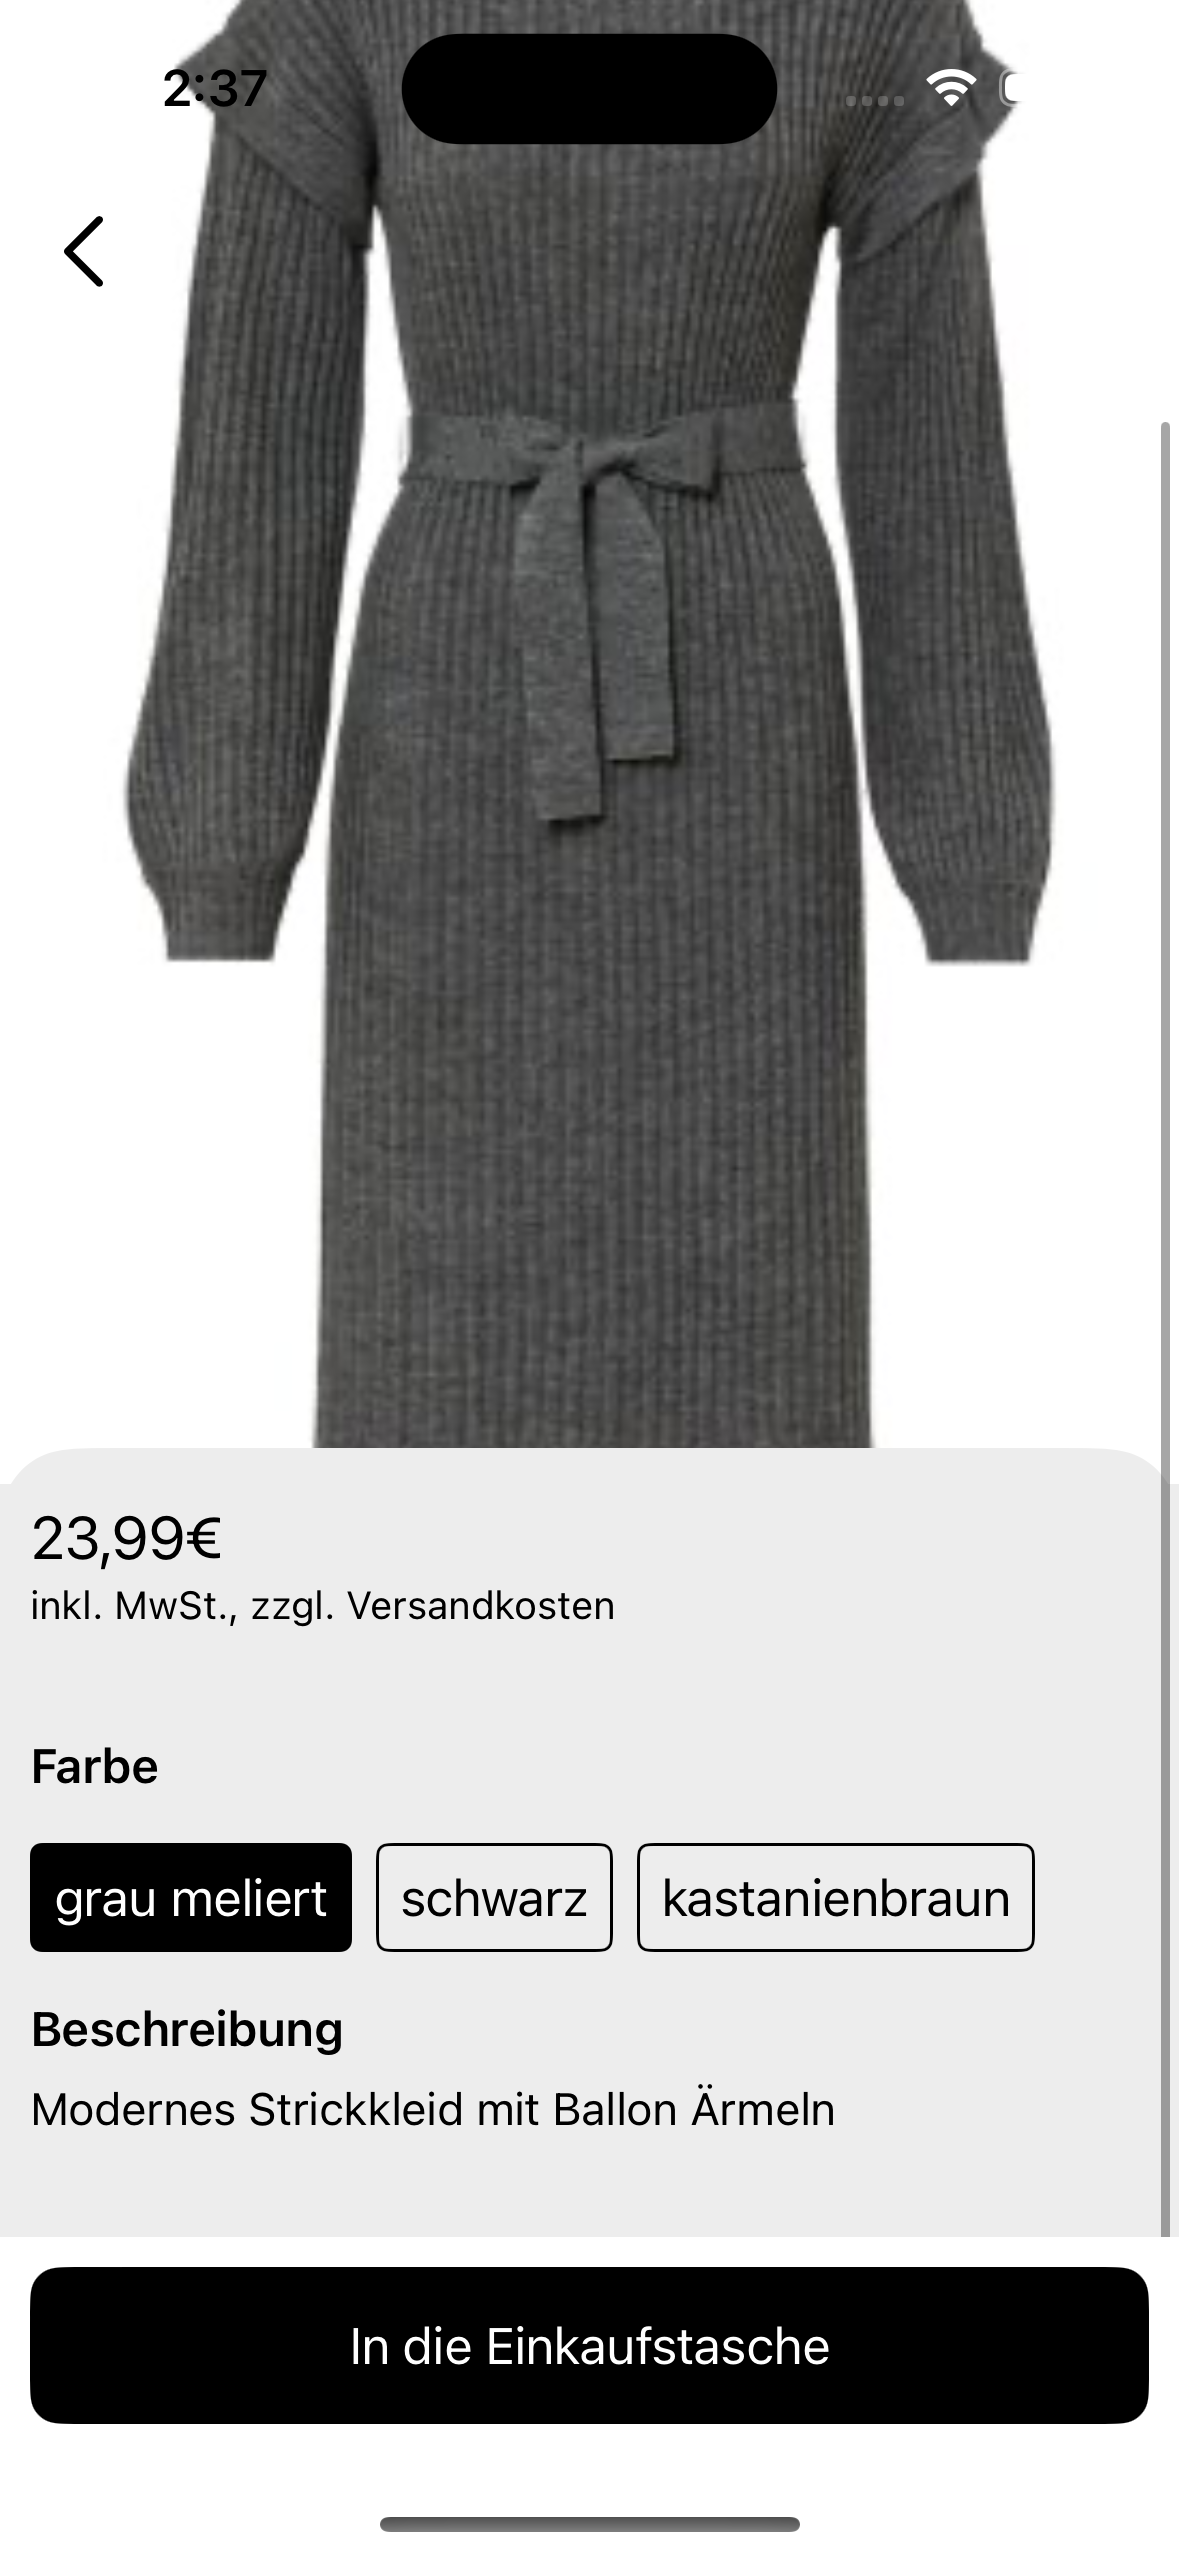 2:37
23,99€
inkl. MwSt., zzgl. Versandkosten
Farbe
grau meliert schwarz kastanienbraun
Beschreibung
Modernes Strickkleid mit Ballon Ärmeln
In die Einkaufstasche